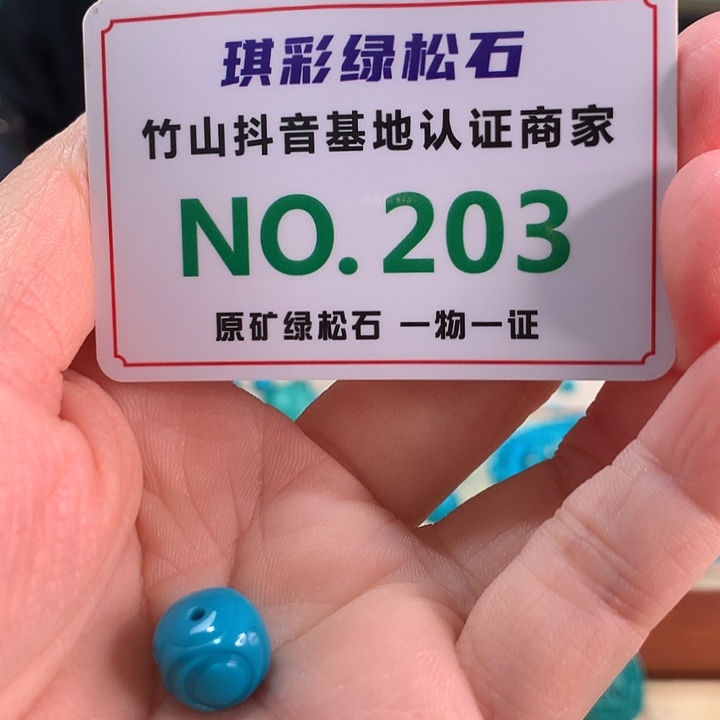 琪彩绿松石
竹山抖音基地认证商家
NO.203
原矿绿松石 一物一证